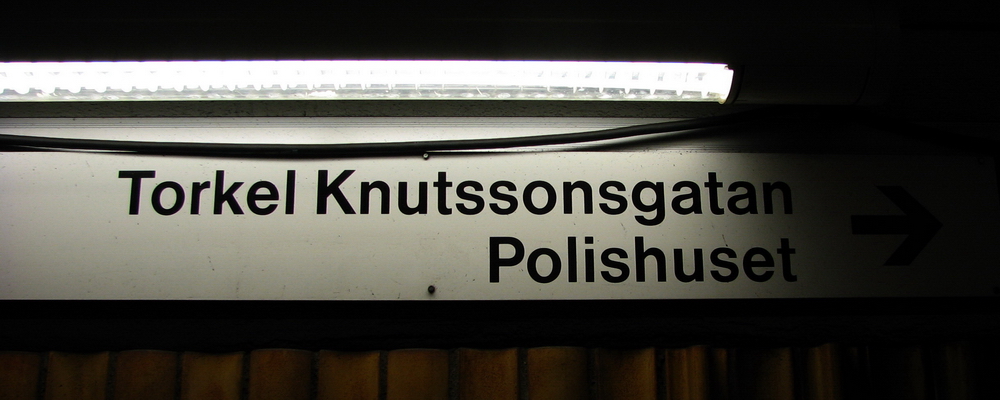 Torkel Knutssonsgatan
Polishuset